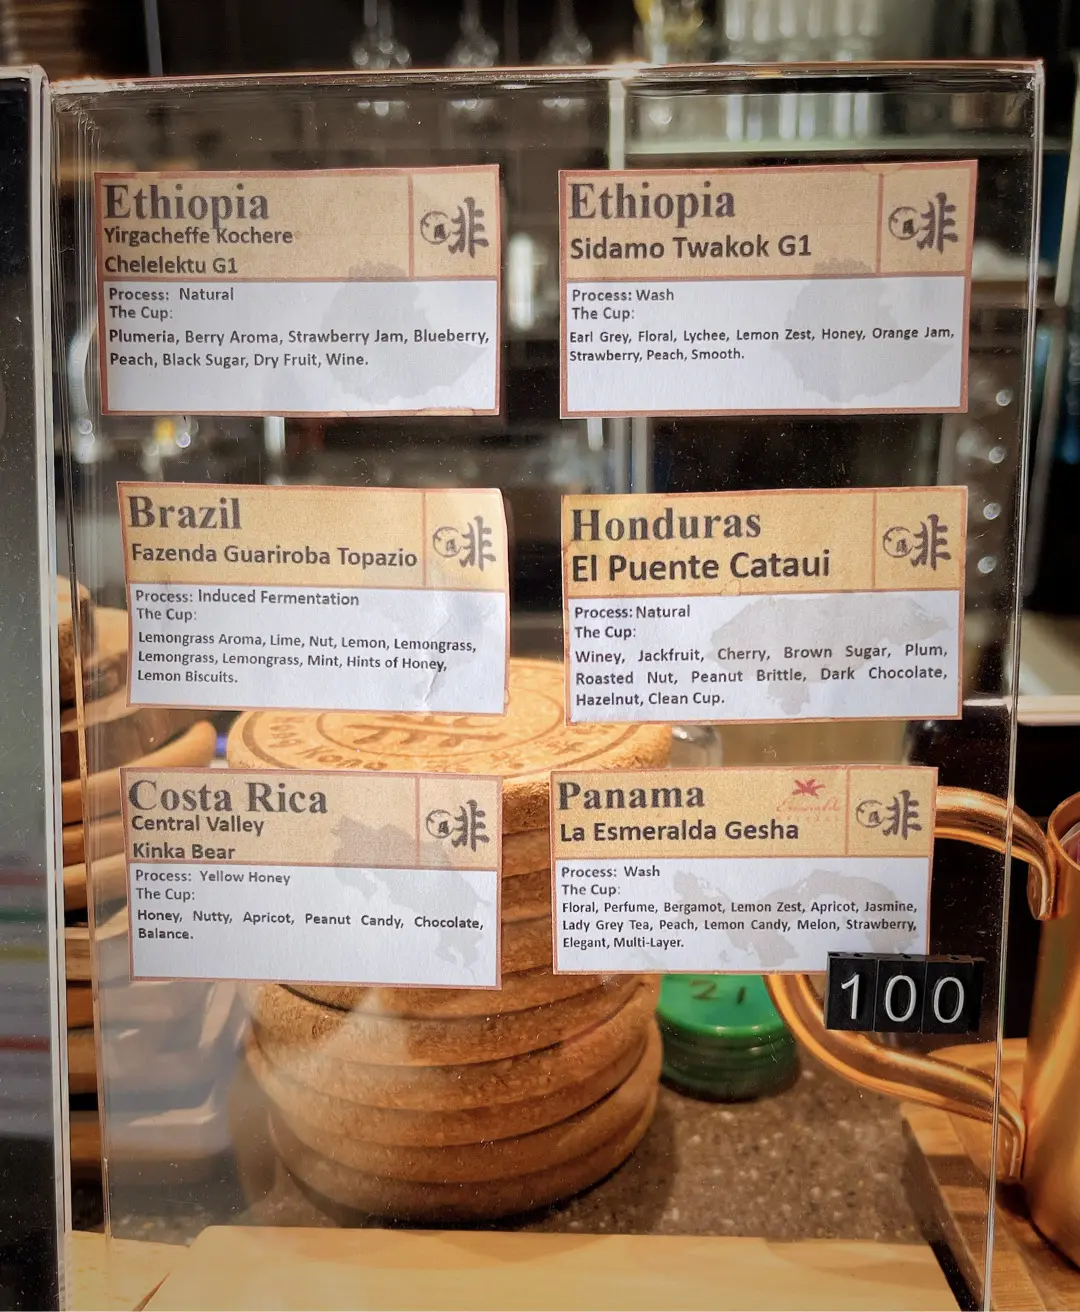 Ethiopia
Yirgacheffe Kochere
Chelelektu G1
Process: Natural
The Cup:
Plumeria, Berry Aroma, Strawberry Jam, Blueberry,
Peach, Black Sugar, Dry Fruit, Wine.
啡
Ethiopia
Sidamo Twakok G1
Process: Wash
The Cup:
Earl Grey, Floral, Lychee, Lemon Zest, Honey, Orange Jam,
Strawberry, Peach, Smooth.
啡
Brazil
Fazenda Guariroba Topazio
Process: Induced Fermentation
The Cup:
Lemongrass Aroma, Lime, Nut, Lemon, Lemongrass,
Lemongrass, Lemongrass, Mint, Hints of Honey,
Lemon Biscuits.
啡
Honduras
El Puente Cataui
Process: Natural
The Cup:
Winey, Jackfruit, Cherry, Brown Sugar, Plum,
Roasted Nut, Peanut Brittle, Dark Chocolate,
Hazelnut, Clean Cup.
啡
Costa Rica
Central Valley
Kinka Bear
Process: Yellow Honey
The Cup:
Honey, Nutty, Apricot, Peanut Candy, Chocolate,
Balance.
啡
Panama
La Esmeralda Gesha
Esmeralda
Process: Wash
The Cup:
Floral, Perfume, Bergamot, Lemon Zest, Apricot, Jasmine,
Lady Grey Tea, Peach, Lemon Candy, Melon, Strawberry,
Elegant, Multi-Layer.
啡
100
21